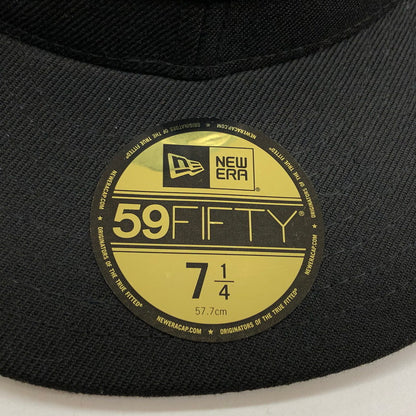 NEW ERA
59FIFTY®
7 1/4
57.7cm
★ ORIGINATORS OF THE TRUE FITTED.® ★ NEWERACAP.COM ★ ORIGINATORS OF THE TRUE FITTED.® ★ NEWERACAP.COM ★ ORIGINATORS OF THE TRUE FITTED.® ★ NEWERACAP.COM